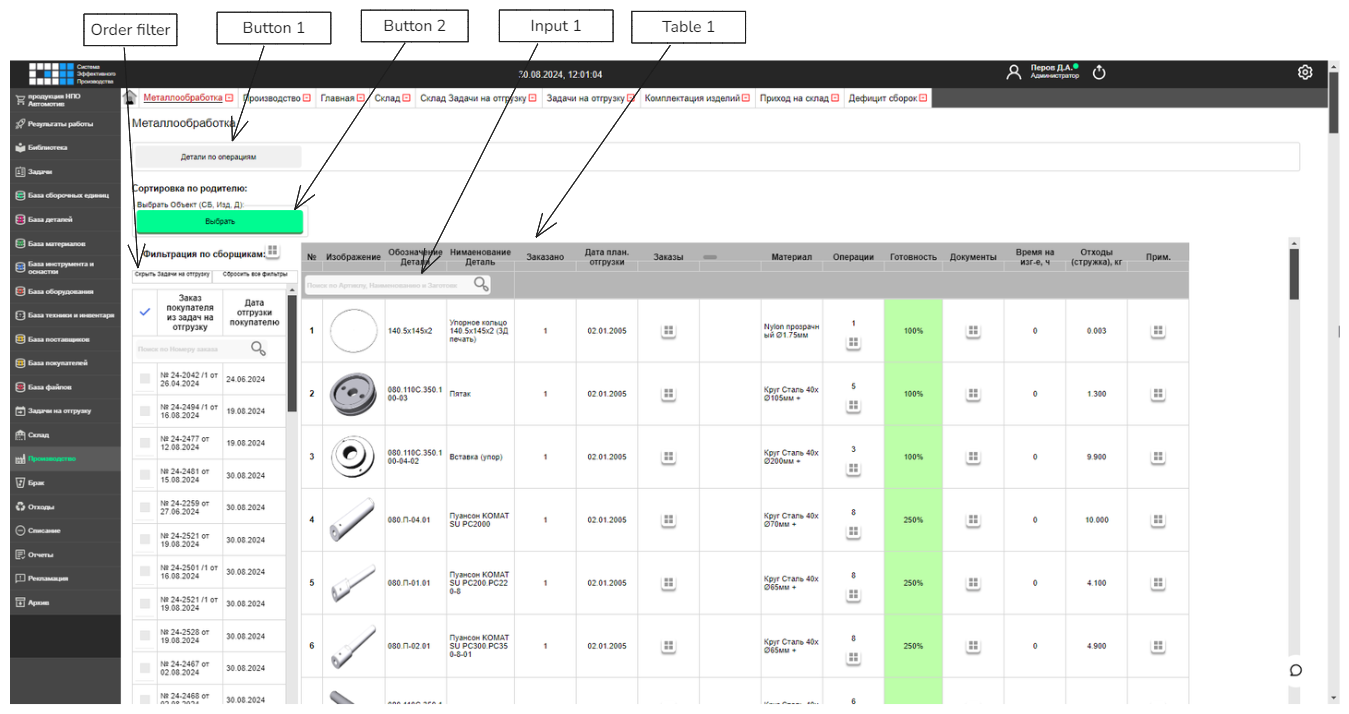 Order filter
Button 1
Button 2
Input 1
Table 1
Система
Эффективного
Производства
30.08.2024, 12:01:04
Перов Д.А.
Администратор
продукция НПО
Автомотив
Результаты работы
Библиотека
Задачи
База сборочных единиц
База деталей
База материалов
База инструмента и
оснастки
База оборудования
База техники и инвентаря
База поставщиков
База покупателей
База файлов
Задачи на отгрузку
Склад
Производство
Брак
Отходы
Списание
Отчеты
Рекламация
Архив
Металлообработка
Производство
Главная
Склад
Склад Задачи на отгрузку
Задачи на отгрузку
Комплектация изделий
Приход на склад
Дефицит сборок
Металлообработка
Детали по операциям
Сортировка по родителю:
Выбрать Объект (СБ, Изд, Д):
Выбрать
Фильтрация по сборщикам:
Скрыть Задачи на отгрузку
Сбросить все фильтры
Заказ
покупателя
из задач на
отгрузку
Дата
отгрузки
покупателю
Поиск по Номеру заказа
№ 24-2042 /1 от
26.04.2024
24.06.2024
№ 24-2494 /1 от
16.08.2024
19.08.2024
№ 24-2477 от
12.08.2024
19.08.2024
№ 24-2481 от
15.08.2024
30.08.2024
№ 24-2259 от
27.06.2024
30.08.2024
№ 24-2521 от
19.08.2024
30.08.2024
№ 24-2501 /1 от
16.08.2024
30.08.2024
№ 24-2521 /1 от
19.08.2024
30.08.2024
№ 24-2528 от
19.08.2024
30.08.2024
№ 24-2467 от
02.08.2024
30.08.2024
№ 24-2468 от
02.08.2024
30.08.2024
№
Изображение
Обозначение
Детали
Нимаенование
Деталь
Заказано
Дата план.
отгрузки
Заказы
Материал
Операции
Готовность
Документы
Время на
изг-е, ч
Отходы
(стружка), кг
Прим.
Поиск по Артклу, Наименованию и Заготовк
1
140.5x145x2
Упорное кольцо
140.5x145x2 (3Д
печать)
1
02.01.2005
Nylon прозрачн
ый Ø1.75мм
1
100%
0
0.003
2
080.110С.350.1
00-03
Пятак
1
02.01.2005
Круг Сталь 40х
Ø105мм +
5
100%
0
1.300
3
080.110С.350.1
00-04-02
Вставка (упор)
1
02.01.2005
Круг Сталь 40х
Ø200мм +
3
100%
0
9.900
4
080.П-04.01
Пуансон KOMAT
SU PC2000
1
02.01.2005
Круг Сталь 40х
Ø70мм +
8
250%
0
10.000
5
080.П-01.01
Пуансон KOMAT
SU PC200.PC22
0-8
1
02.01.2005
Круг Сталь 40х
Ø65мм +
8
250%
0
4.100
6
080.П-02.01
Пуансон KOMAT
SU PC300.PC35
0-8-01
1
02.01.2005
Круг Сталь 40х
Ø65мм +
8
250%
0
4.900
6